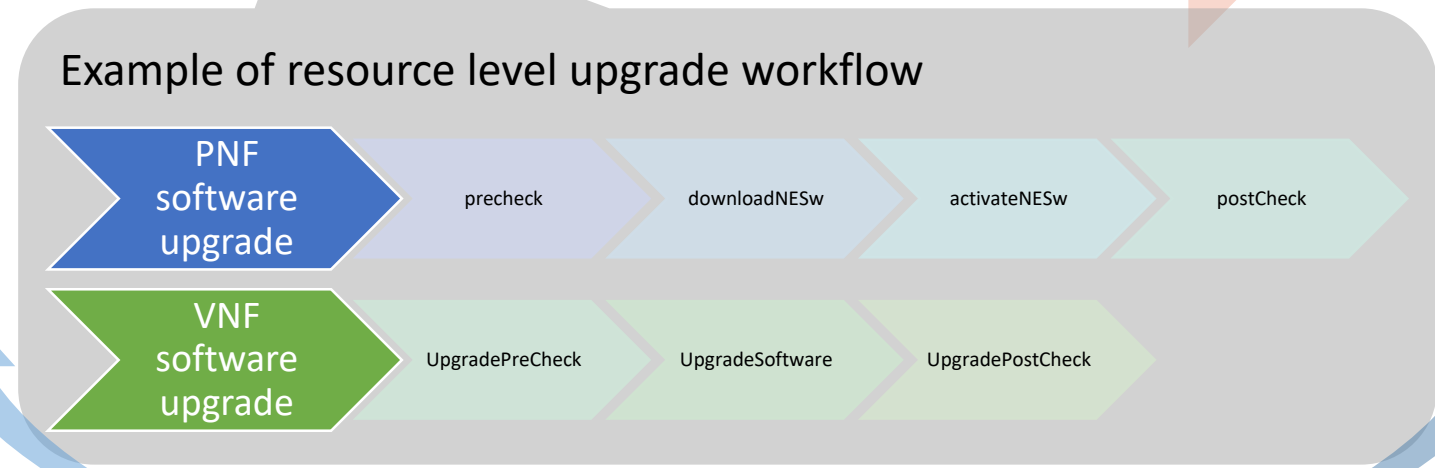 Example of resource level upgrade workflow
PNF
software
upgrade
precheck
downloadNESw
activateNESw
postCheck
VNF
software
upgrade
UpgradePreCheck
UpgradeSoftware
UpgradePostCheck